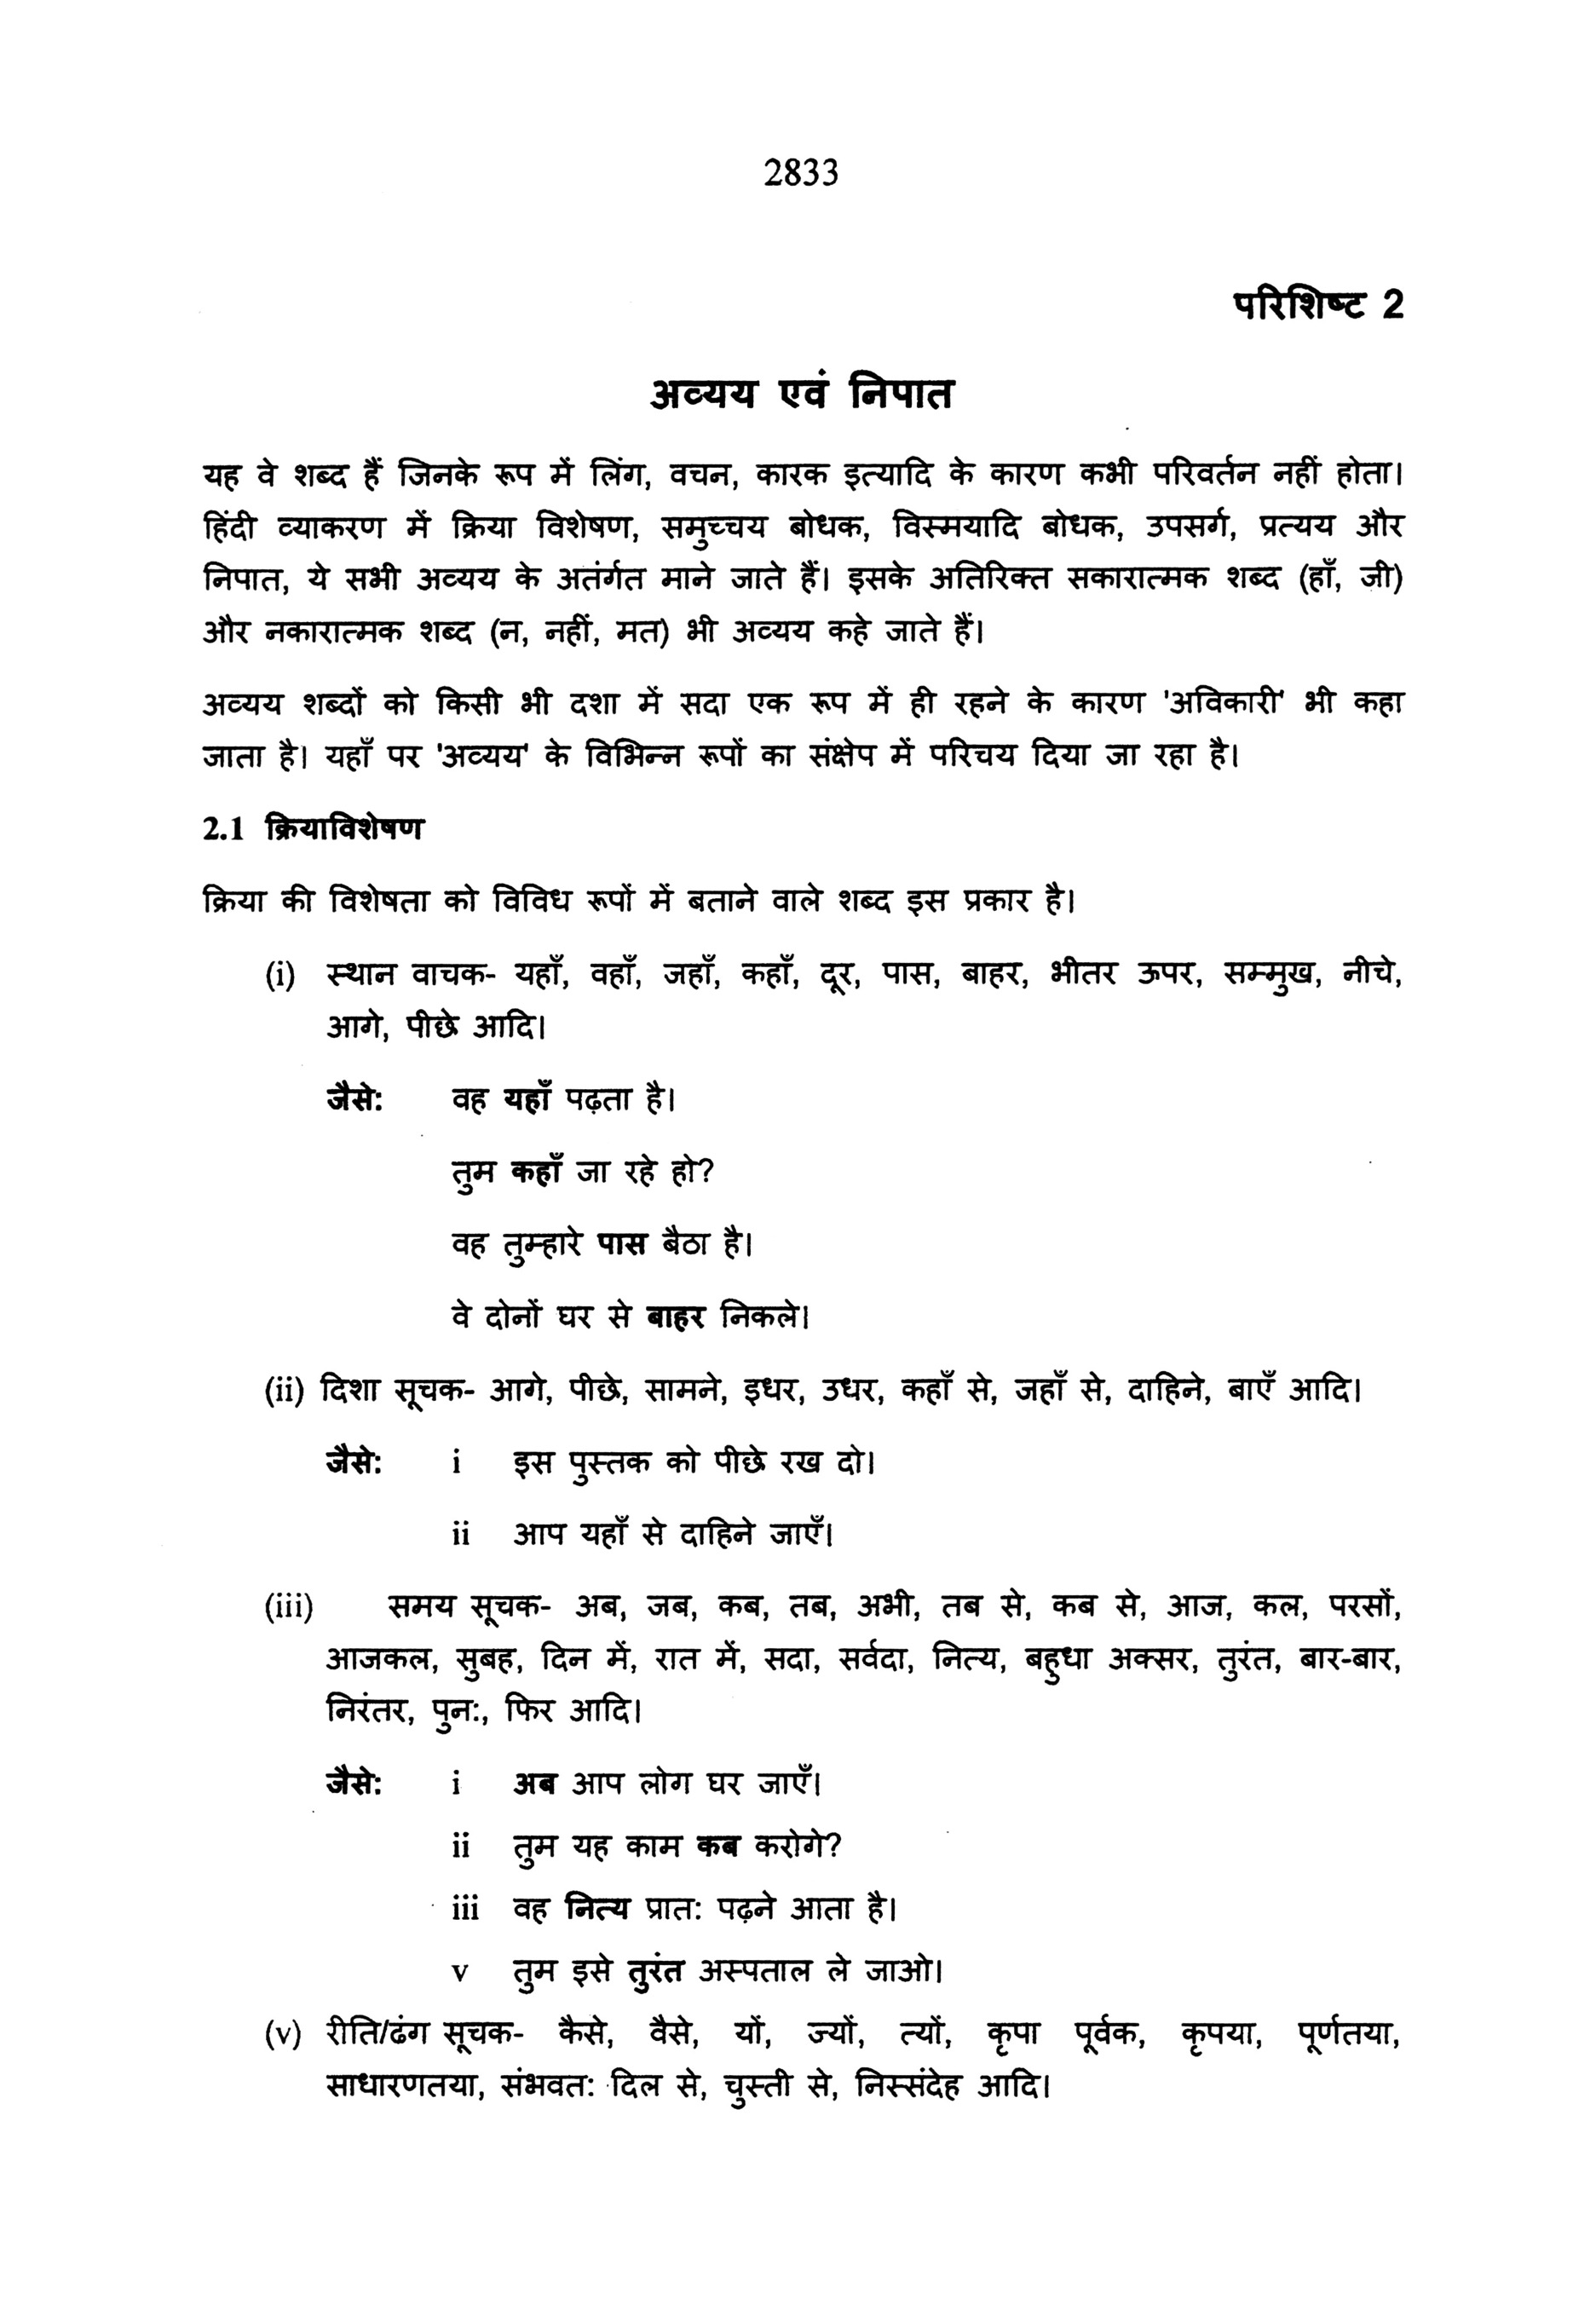 2833
परिशिष्ट 2
अव्यय एवं निपात
यह वे शब्द हैं जिनके रूप में लिंग, वचन, कारक इत्यादि के कारण कभी परिवर्तन नहीं होता।
हिंदी व्याकरण में क्रिया विशेषण, समुच्चय बोधक, विस्मयादि बोधक, उपसर्ग, प्रत्यय और
निपात, ये सभी अव्यय के अतंर्गत माने जाते हैं। इसके अतिरिक्त सकारात्मक शब्द (हाँ, जी)
और नकारात्मक शब्द (न, नहीं, मत) भी अव्यय कहे जाते हैं।
अव्यय शब्दों को किसी भी दशा में सदा एक रूप में ही रहने के कारण 'अविकारी' भी कहा
जाता है। यहाँ पर 'अव्यय' के विभिन्न रूपों का संक्षेप में परिचय दिया जा रहा है।
2.1 क्रियाविशेषण
क्रिया की विशेषता को विविध रूपों में बताने वाले शब्द इस प्रकार है।
(i) स्थान वाचक- यहाँ, वहाँ, जहाँ, कहाँ, दूर, पास, बाहर, भीतर ऊपर, सम्मुख, नीचे,
आगे, पीछे आदि।
जैसे: वह यहाँ पढ़ता है।
तुम कहाँ जा रहे हो?
वह तुम्हारे पास बैठा है।
वे दोनों घर से बाहर निकले।
(ii) दिशा सूचक- आगे, पीछे, सामने, इधर, उधर, कहाँ से, जहाँ से, दाहिने, बाएँ आदि।
जैसे: i इस पुस्तक को पीछे रख दो।
ii आप यहाँ से दाहिने जाएँ।
(iii) समय सूचक- अब, जब, कब, तब, अभी, तब से, कब से, आज, कल, परसों,
आजकल, सुबह, दिन में, रात में, सदा, सर्वदा, नित्य, बहुधा अक्सर, तुरंत, बार-बार,
निरंतर, पुन:, फिर आदि।
जैसे: i अब आप लोग घर जाएँ।
ii तुम यह काम कब करोगे?
iii वह नित्य प्रात: पढ़ने आता है।
v तुम इसे तुरंत अस्पताल ले जाओ।
(v) रीति/ढंग सूचक- कैसे, वैसे, यों, ज्यों, त्यों, कृपा पूर्वक, कृपया, पूर्णतया,
साधारणतया, संभवत: दिल से, चुस्ती से, निस्संदेह आदि।